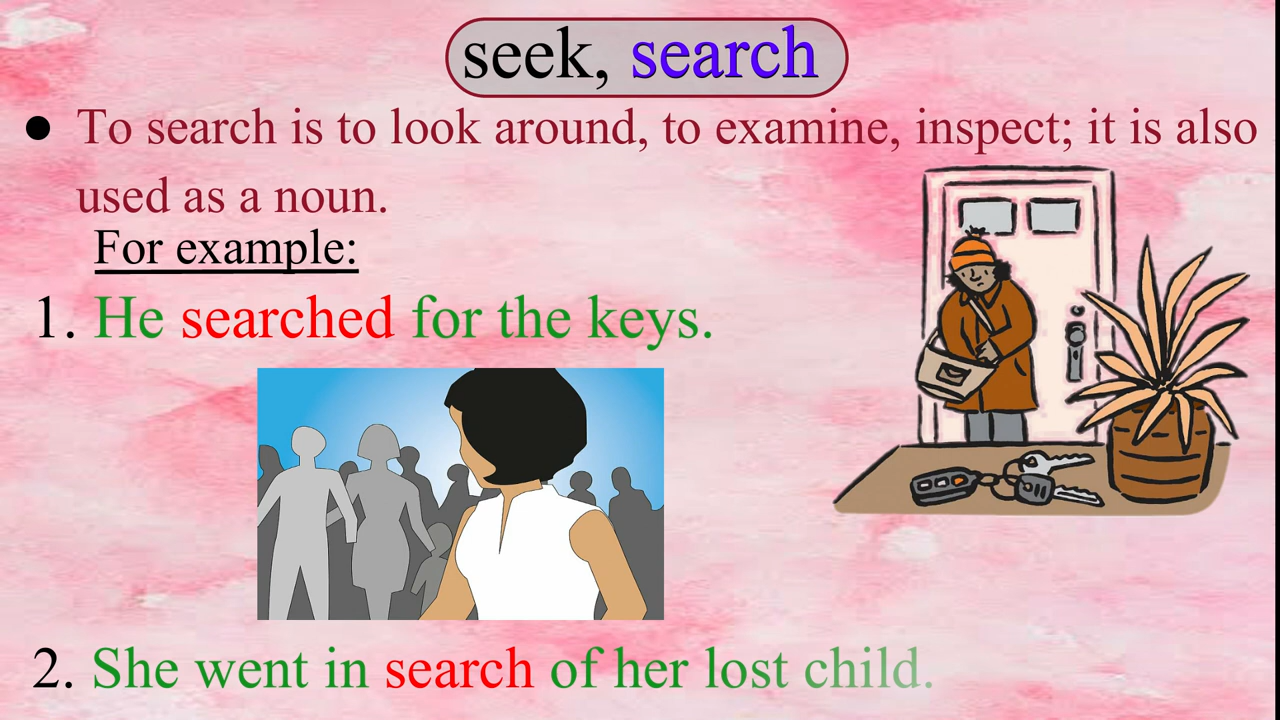 seek, search
● To search is to look around, to examine, inspect; it is also
used as a noun.
For example:
1. He searched for the keys.
2. She went in search of her lost child.